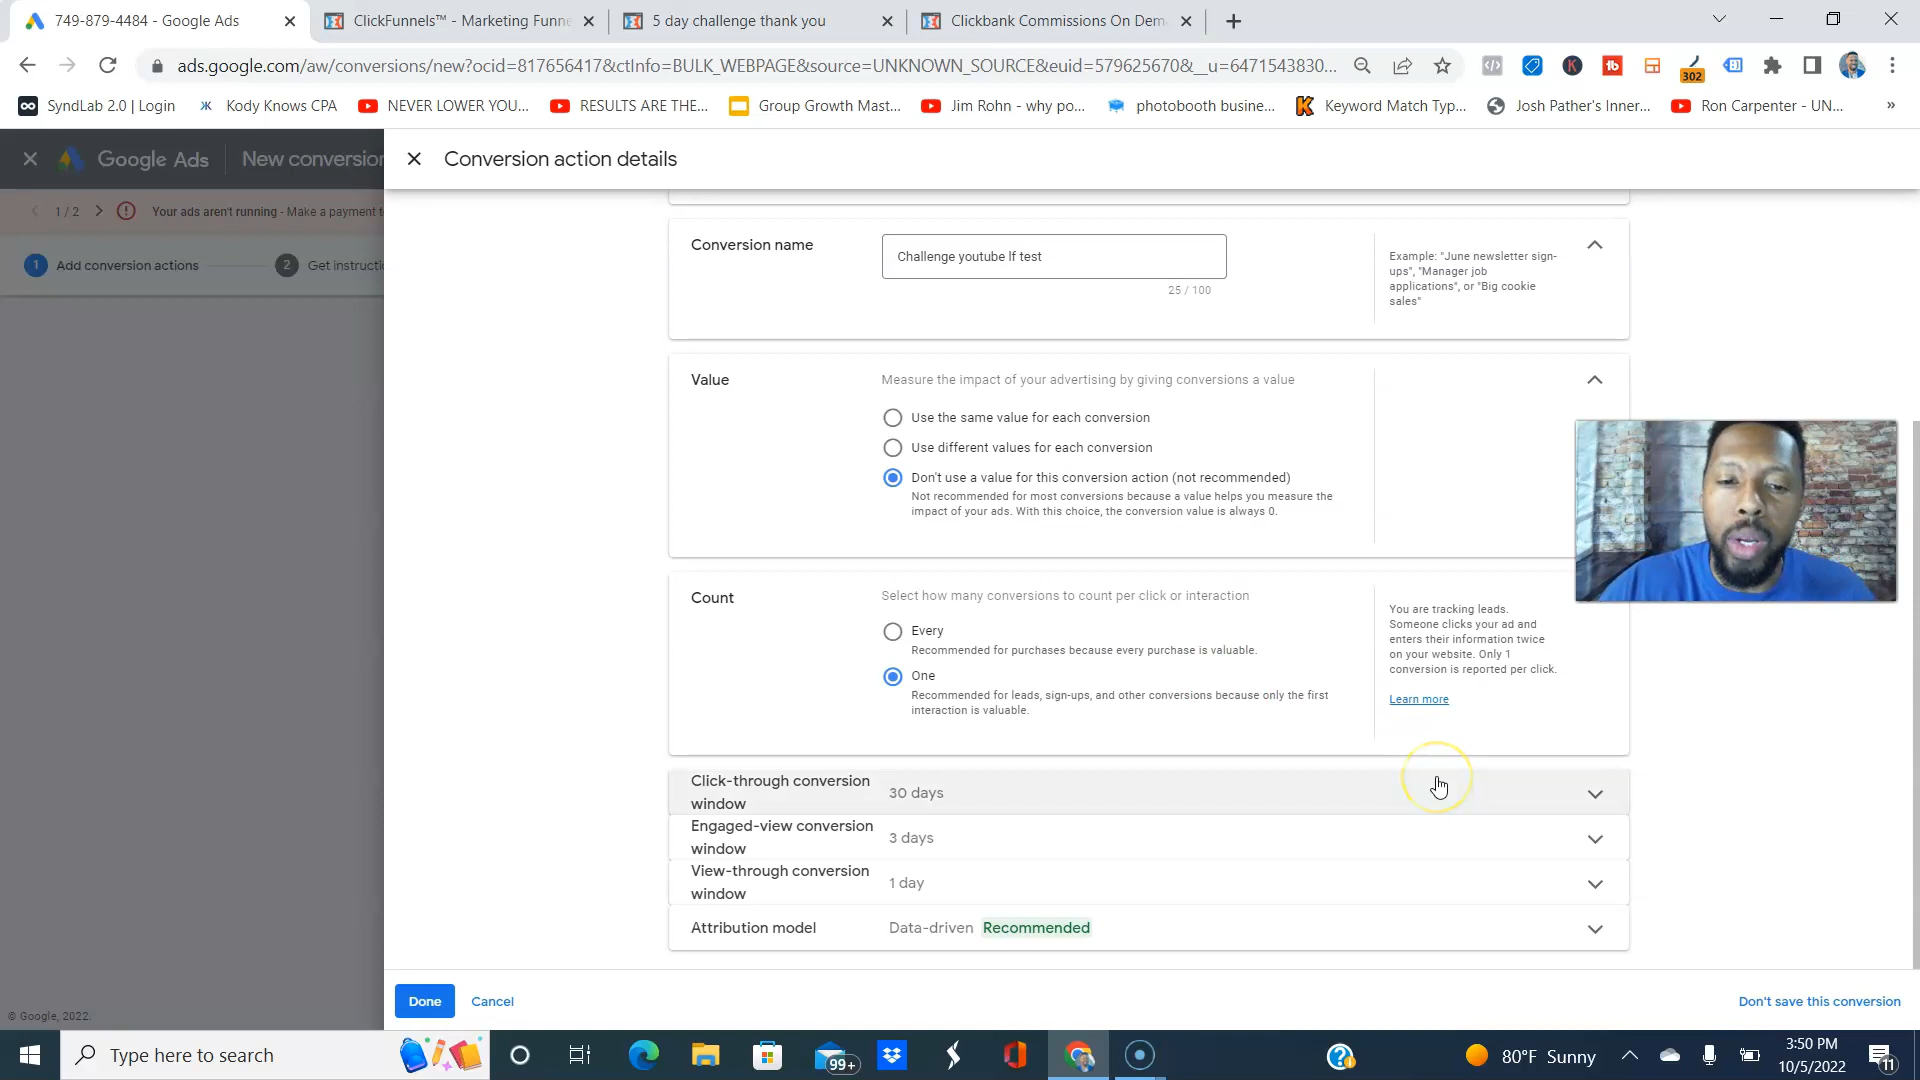 749-879-4484 - Google Ads
ClickFunnels™ - Marketing Funne
5 day challenge thank you
Clickbank Commissions On Dem
ads.google.com/aw/conversions/new?ocid=817656417&ctInfo=BULK_WEBPAGE&source=UNKNOWN_SOURCE&euid=579625670&__u=6471543830...
302
SyndLab 2.0 | Login
Kody Knows CPA
NEVER LOWER YOU...
RESULTS ARE THE...
Group Growth Mast...
Jim Rohn - why po...
photobooth busine...
Keyword Match Typ...
Josh Pather's Inner...
Ron Carpenter - UN...
»
Google Ads
New conversion
Conversion action details
1 / 2
Your ads aren't running - Make a payment t
1
Add conversion actions
2
Get instructi
Conversion name
Challenge youtube lf test
25 / 100
Example: "June newsletter sign-
ups", "Manager job
applications", or "Big cookie
sales"
Value
Measure the impact of your advertising by giving conversions a value
Use the same value for each conversion
Use different values for each conversion
Don't use a value for this conversion action (not recommended)
Not recommended for most conversions because a value helps you measure the
impact of your ads. With this choice, the conversion value is always 0.
Count
Select how many conversions to count per click or interaction
Every
Recommended for purchases because every purchase is valuable.
One
Recommended for leads, sign-ups, and other conversions because only the first
interaction is valuable.
You are tracking leads.
Someone clicks your ad and
enters their information twice
on your website. Only 1
conversion is reported per click.
Learn more
Click-through conversion
window
30 days
Engaged-view conversion
window
3 days
View-through conversion
window
1 day
Attribution model
Data-driven Recommended
Done
Cancel
Don't save this conversion
© Google, 2022.
Type here to search
99+
80°F Sunny
3:50 PM
10/5/2022
11